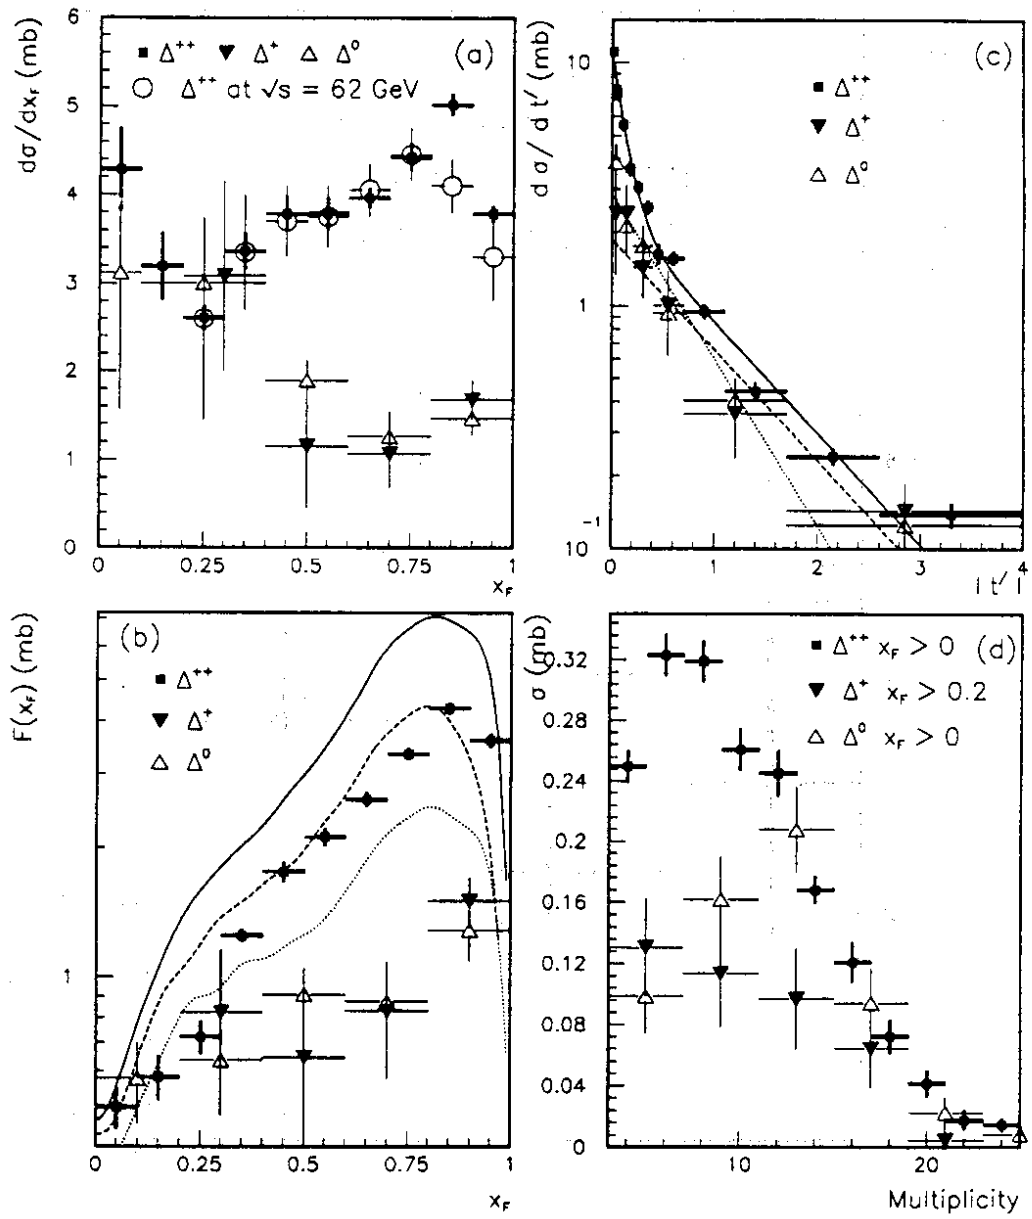 dσ/dx_F (mb)
6
5
4
3
2
1
0
■ Δ⁺⁺ ▼ Δ⁺ △ Δ⁰ (a)
○ Δ⁺⁺ at √s = 62 GeV
0 0.25 0.5 0.75 1
x_F
dσ/dt′ (mb)
10
1
10⁻¹
(c)
■ Δ⁺⁺
▼ Δ⁺
△ Δ⁰
0 1 2 3 4
|t′|
F(x_F) (mb)
2
1
(b)
■ Δ⁺⁺
▼ Δ⁺
△ Δ⁰
0 0.25 0.5 0.75 1
x_F
σ (mb)
0.32
0.28
0.24
0.2
0.16
0.12
0.08
0.04
0
■ Δ⁺⁺ x_F > 0 (d)
▼ Δ⁺ x_F > 0.2
△ Δ⁰ x_F > 0
10 20
Multiplicity